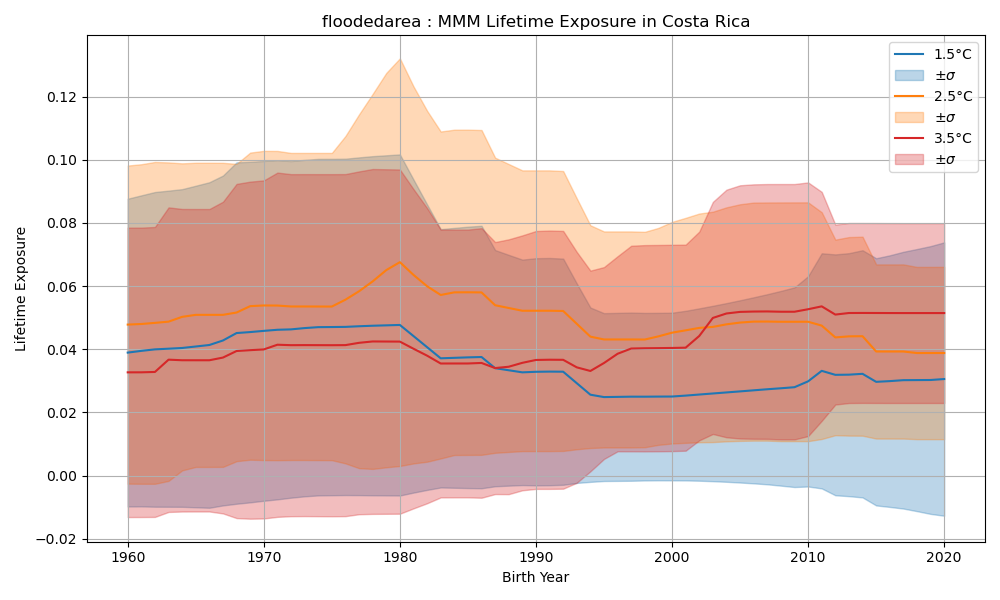 floodedarea : MMM Lifetime Exposure in Costa Rica
1.5°C
±σ
2.5°C
±σ
3.5°C
±σ
0.12
0.10
0.08
0.06
0.04
0.02
0.00
−0.02
Lifetime Exposure
1960
1970
1980
1990
2000
2010
2020
Birth Year